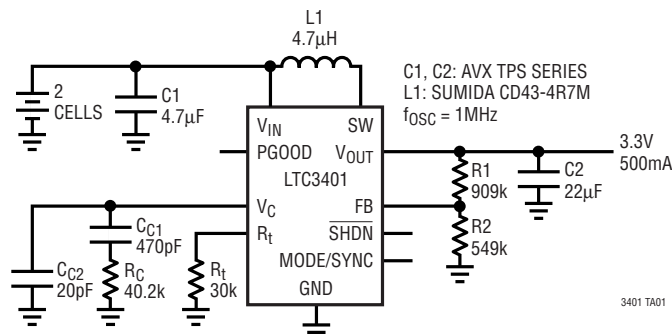 L1
4.7µH
C1, C2: AVX TPS SERIES
L1: SUMIDA CD43-4R7M
fOSC = 1MHz
2
CELLS
C1
4.7µF
VIN
SW
PGOOD
VOUT
LTC3401
VC
FB
Rt
SHDN
MODE/SYNC
GND
3.3V
500mA
R1
909k
C2
22µF
R2
549k
CC1
470pF
CC2
20pF
RC
40.2k
Rt
30k
3401 TA01